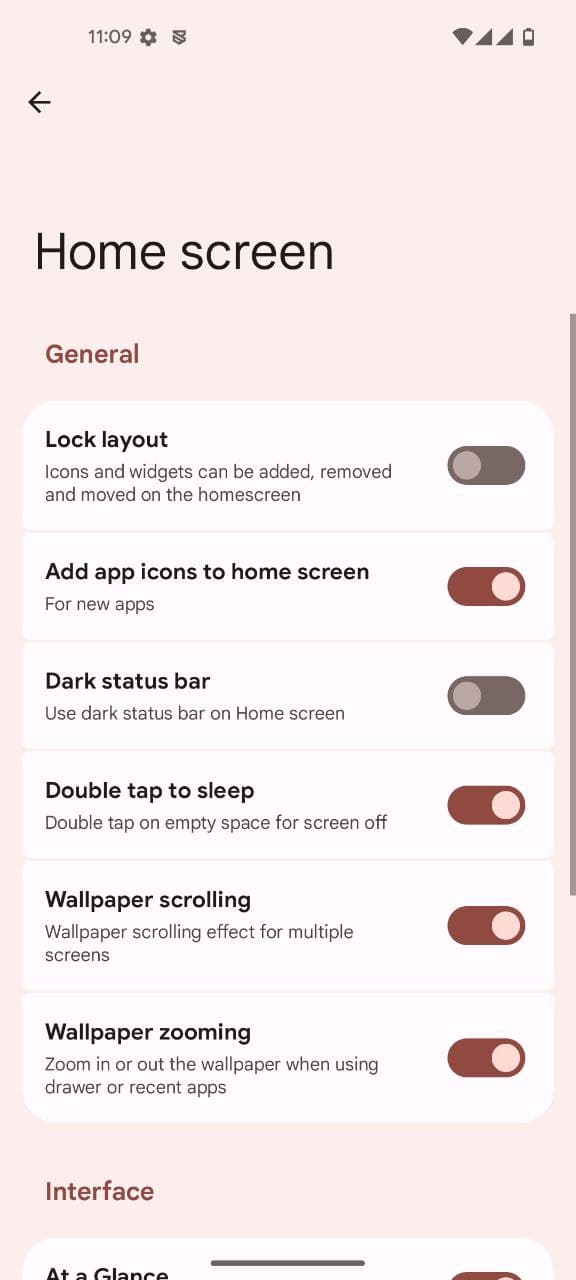 11:09
Home screen
General
Lock layout
Icons and widgets can be added, removed
and moved on the homescreen
Add app icons to home screen
For new apps
Dark status bar
Use dark status bar on Home screen
Double tap to sleep
Double tap on empty space for screen off
Wallpaper scrolling
Wallpaper scrolling effect for multiple
screens
Wallpaper zooming
Zoom in or out the wallpaper when using
drawer or recent apps
Interface
At a Glance